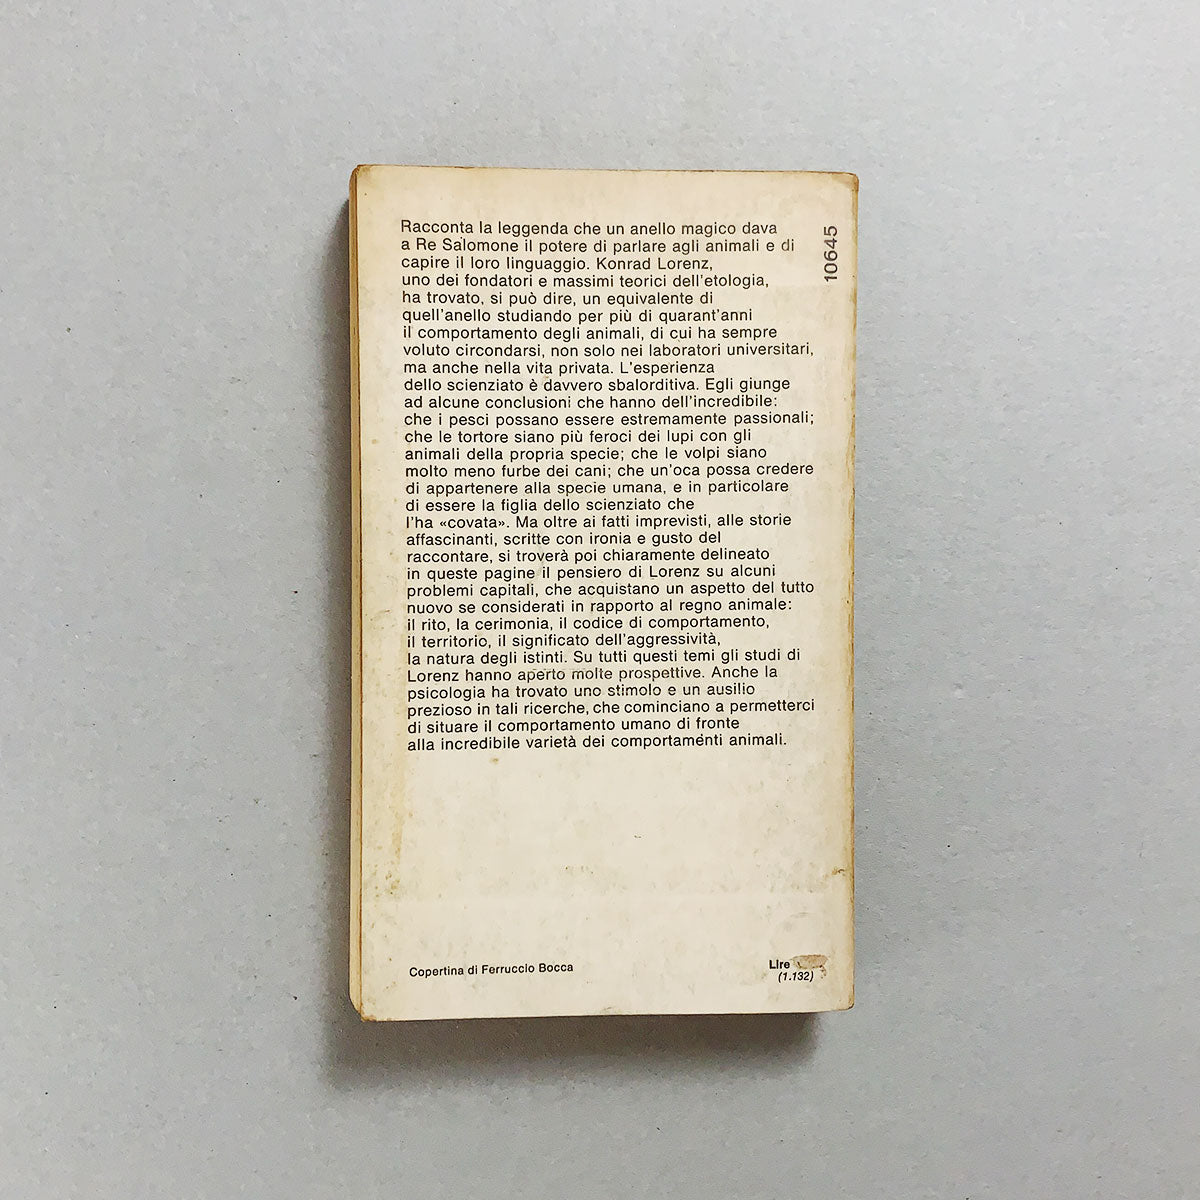 Racconta la leggenda che un anello magico dava
a Re Salomone il potere di parlare agli animali e di
capire il loro linguaggio. Konrad Lorenz,
uno dei fondatori e massimi teorici dell'etologia,
ha trovato, si può dire, un equivalente di
quell'anello studiando per più di quarant'anni
il comportamento degli animali, di cui ha sempre
voluto circondarsi, non solo nei laboratori universitari,
ma anche nella vita privata. L'esperienza
dello scienziato è davvero sbalorditiva. Egli giunge
ad alcune conclusioni che hanno dell'incredibile:
che i pesci possano essere estremamente passionali;
che le tortore siano più feroci dei lupi con gli
animali della propria specie; che le volpi siano
molto meno furbe dei cani; che un'oca possa credere
di appartenere alla specie umana, e in particolare
di essere la figlia dello scienziato che
l'ha «covata». Ma oltre ai fatti imprevisti, alle storie
affascinanti, scritte con ironia e gusto del
raccontare, si troverà poi chiaramente delineato
in queste pagine il pensiero di Lorenz su alcuni
problemi capitali, che acquistano un aspetto del tutto
nuovo se considerati in rapporto al regno animale:
il rito, la cerimonia, il codice di comportamento,
il territorio, il significato dell'aggressività,
la natura degli istinti. Su tutti questi temi gli studi di
Lorenz hanno aperto molte prospettive. Anche la
psicologia ha trovato uno stimolo e un ausilio
prezioso in tali ricerche, che cominciano a permetterci
di situare il comportamento umano di fronte
alla incredibile varietà dei comportamenti animali.
10645
Copertina di Ferruccio Bocca
Lire
(1.132)